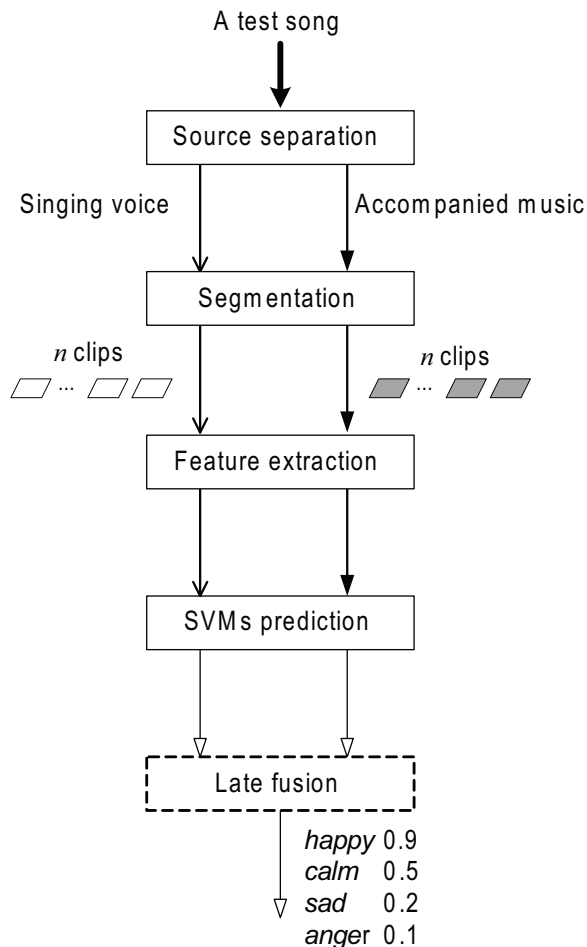 A test song
Source separation
Singing voice
Accompanied music
Segmentation
n clips
...
n clips
...
Feature extraction
SVMs prediction
Late fusion
happy 0.9
calm 0.5
sad 0.2
anger 0.1